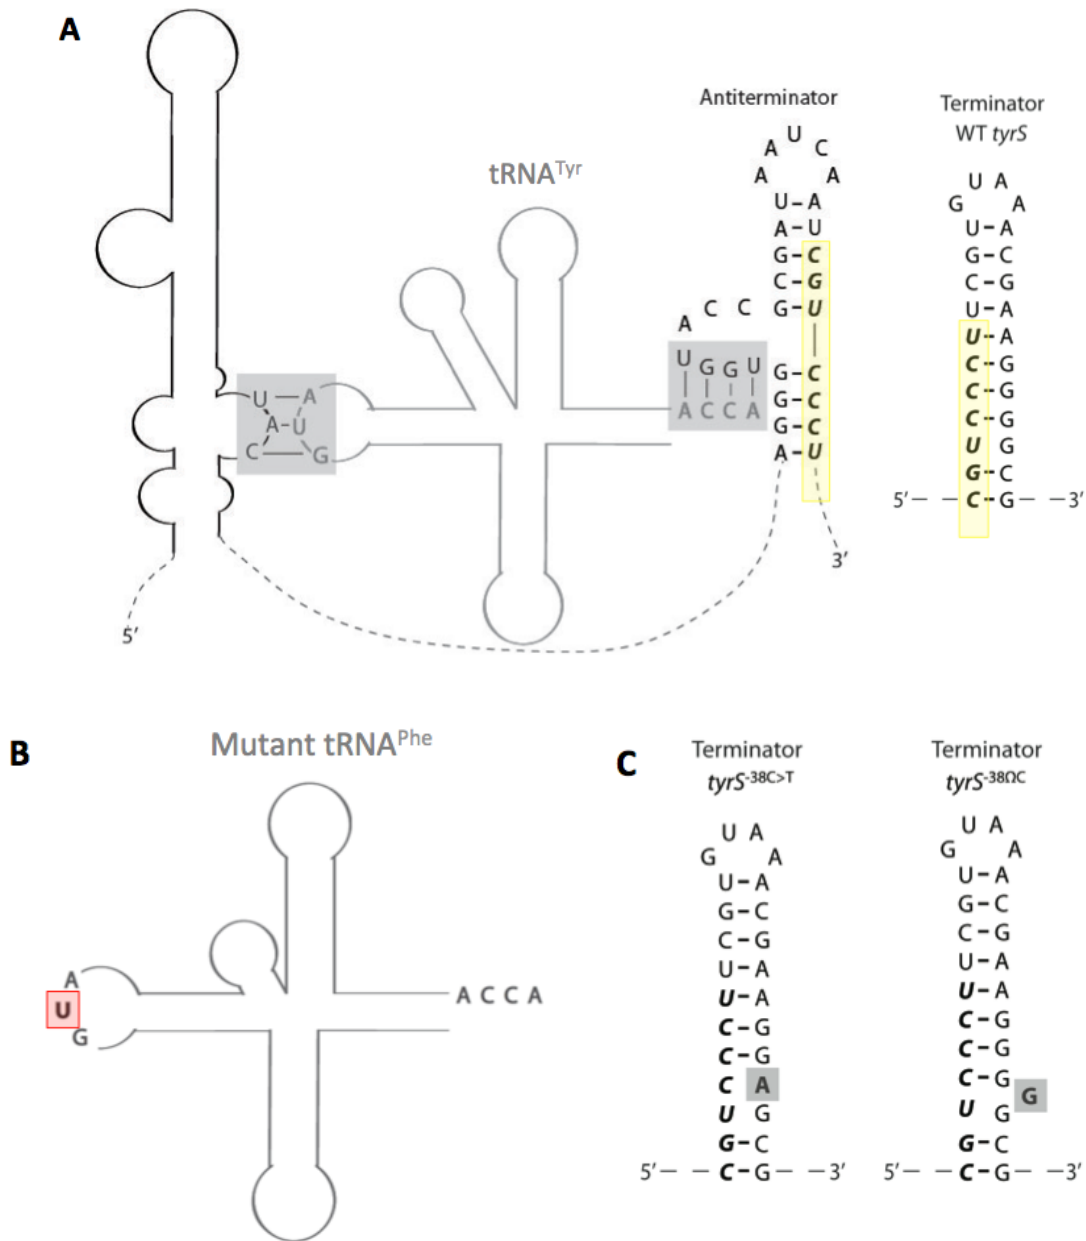 A
Antiterminator
Terminator
WT tyrS
tRNATyr
A A U C A
U-A
A-U
G-C
C-G
G U
A C C
U G G U
A C C A
G-C
G-C
G-C
A-U
3'
U-A
A-U
C-G
5'
G U A A
U-A
G-C
C-G
U-A
U-A
C-G
C-G
C-G
U-G
G-C
5'
C-G
3'
B
Mutant tRNAPhe
A
U
G
A C C A
C
Terminator
tyrS-38C>T
G U A A
U-A
G-C
C-G
U-A
U-A
C-G
C-G
C A
U G
G-C
5'
C-G
3'
Terminator
tyrS-38ΩC
G U A A
U-A
G-C
C-G
U-A
U-A
C-G
C-G
C-G
G
U G
G-C
5'
C-G
3'